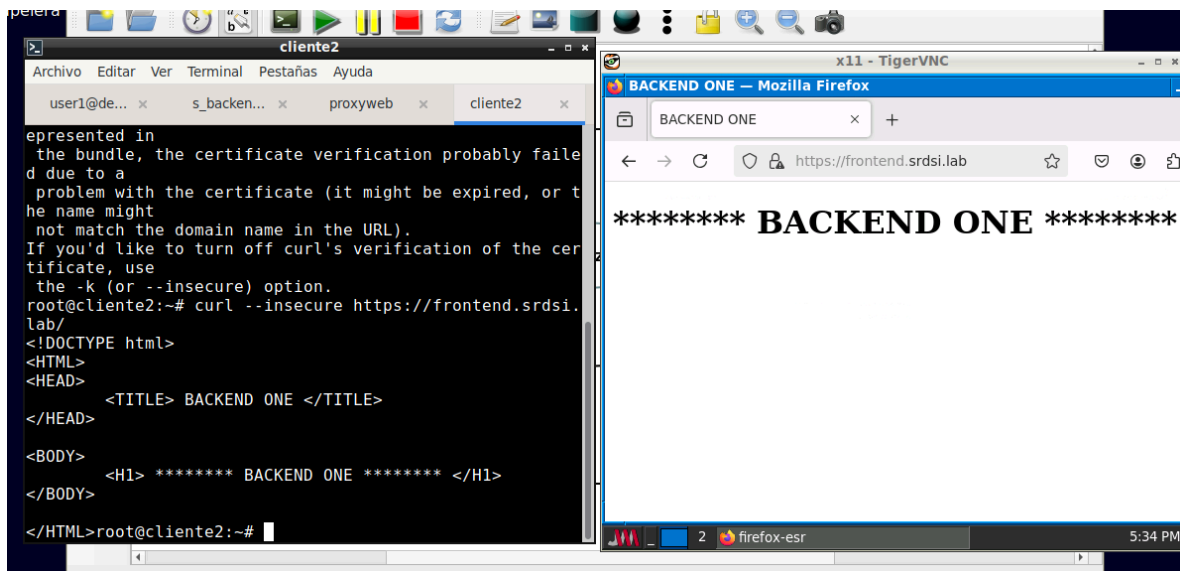 cliente2
Archivo Editar Ver Terminal Pestañas Ayuda
user1@de... s_backen... proxyweb cliente2
epresented in
the bundle, the certificate verification probably faile
d due to a
problem with the certificate (it might be expired, or t
he name might
not match the domain name in the URL).
If you'd like to turn off curl's verification of the cer
tificate, use
the -k (or --insecure) option.
root@cliente2:~# curl --insecure https://frontend.srdsi.
lab/
<!DOCTYPE html>
<HTML>
<HEAD>
<TITLE> BACKEND ONE </TITLE>
</HEAD>
<BODY>
<H1> ******** BACKEND ONE ******** </H1>
</BODY>
</HTML>root@cliente2:~#
x11 - TigerVNC
BACKEND ONE — Mozilla Firefox
BACKEND ONE
https://frontend.srdsi.lab
******** BACKEND ONE ********
2 firefox-esr 5:34 PM